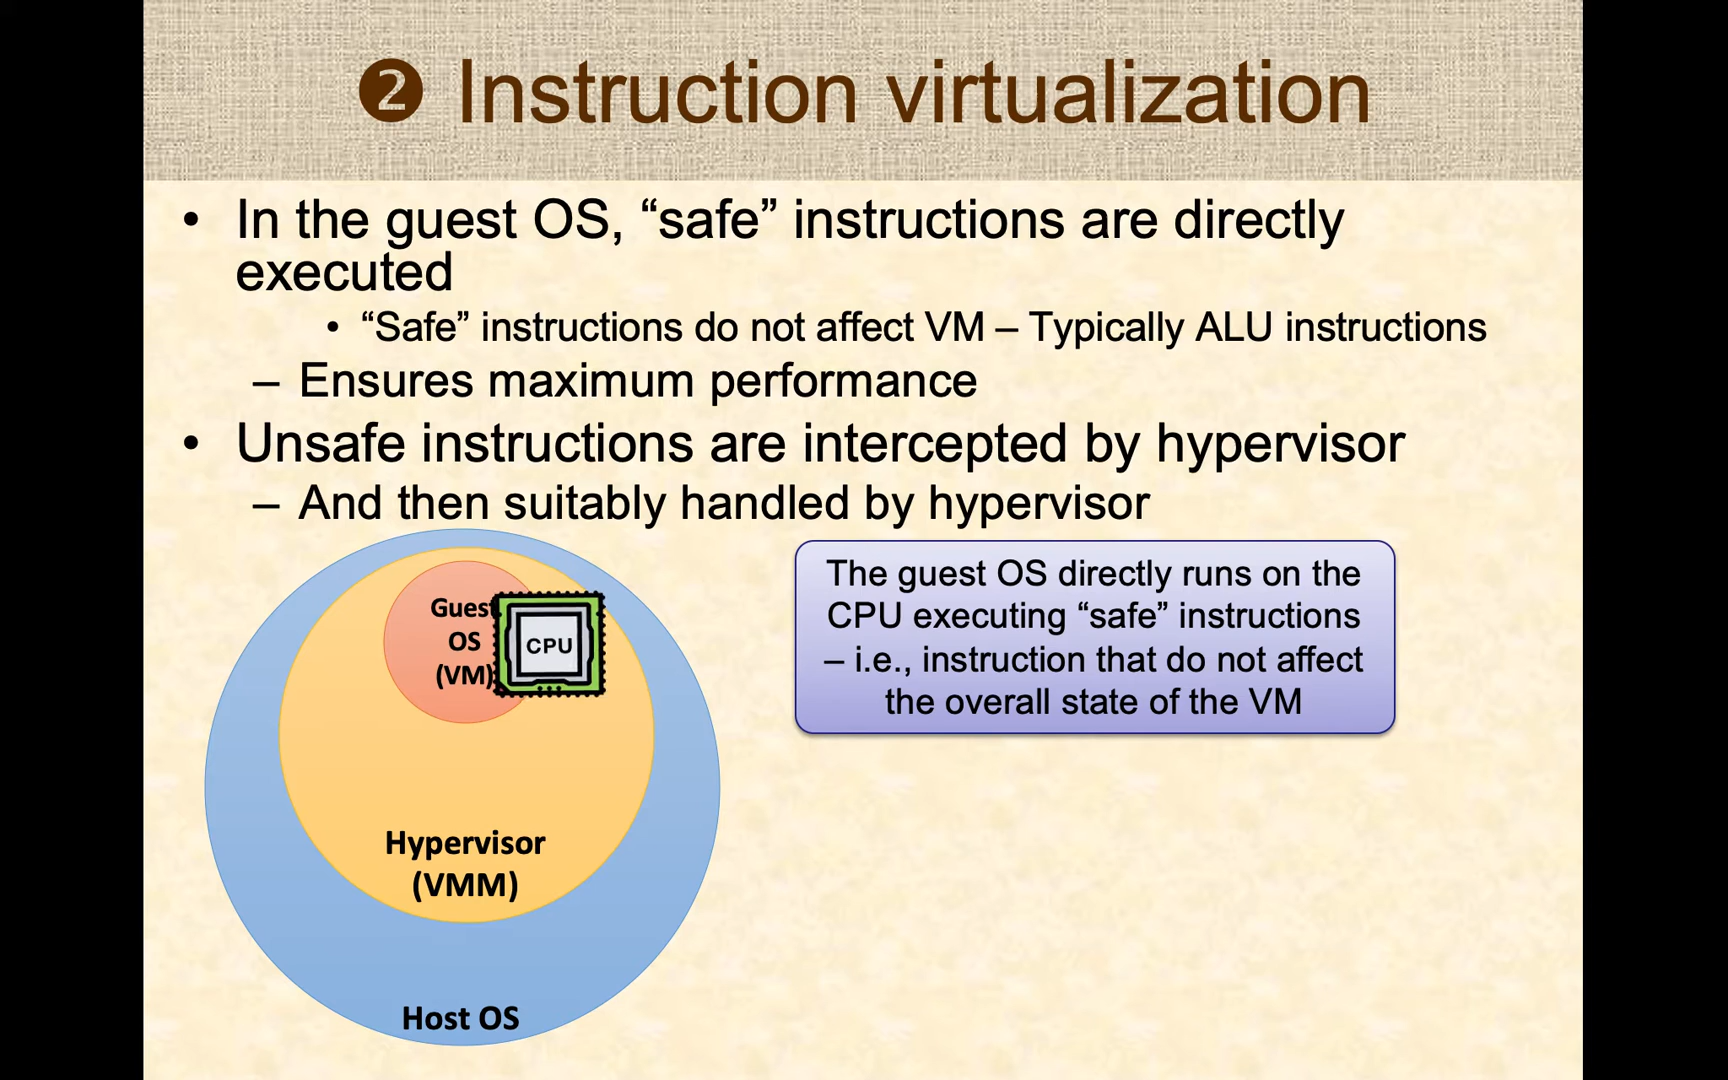 ❷ Instruction virtualization
• In the guest OS, “safe” instructions are directly
executed
• “Safe” instructions do not affect VM – Typically ALU instructions
– Ensures maximum performance
• Unsafe instructions are intercepted by hypervisor
– And then suitably handled by hypervisor
Guest
OS
(VM)
CPU
Hypervisor
(VMM)
Host OS
The guest OS directly runs on the
CPU executing “safe” instructions
– i.e., instruction that do not affect
the overall state of the VM